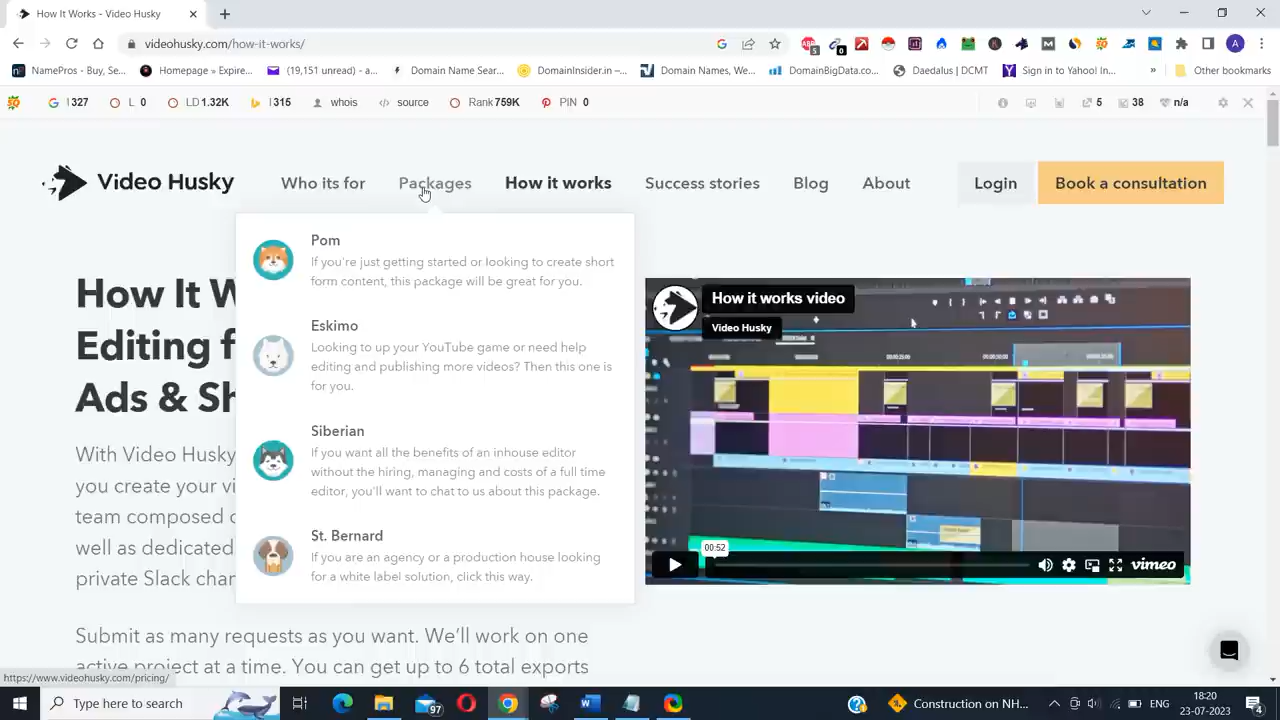 How It Works - Video Husky
videohusky.com/how-it-works/
NamePros - Buy, Se...
Homepage » Expire...
(19,151 unread) - a...
Domain Name Sear...
DomainInsider.in –...
Domain Names, We...
DomainBigData.co...
Daedalus | DCMT
Sign in to Yahoo! In...
»
Other bookmarks
I 327
L 0
LD 1.32K
I 315
whois
source
Rank 759K
PIN 0
5
38
n/a
Video Husky
Who its for
Packages
How it works
Success stories
Blog
About
Login
Book a consultation
Pom
If you're just getting started or looking to create short
form content, this package will be great for you.
Eskimo
Looking to up your YouTube game or need help
editing and publishing more videos? Then this one is
for you.
Siberian
If you want all the benefits of an inhouse editor
without the hiring, managing and costs of a full time
editor, you'll want to chat to us about this package.
St. Bernard
If you are an agency or a production house looking
for a white label solution, click this way.
How It W
Editing f
Ads & Sh
With Video Husky
you create your vi
team composed o
well as dedicated
private Slack char
Submit as many requests as you want. We'll work on one
active project at a time. You can get up to 6 total exports
How it works video
Video Husky
00:52
vimeo
https://www.videohusky.com/pricing/
Type here to search
97
Construction on NH...
ENG
18:20
23-07-2023
4